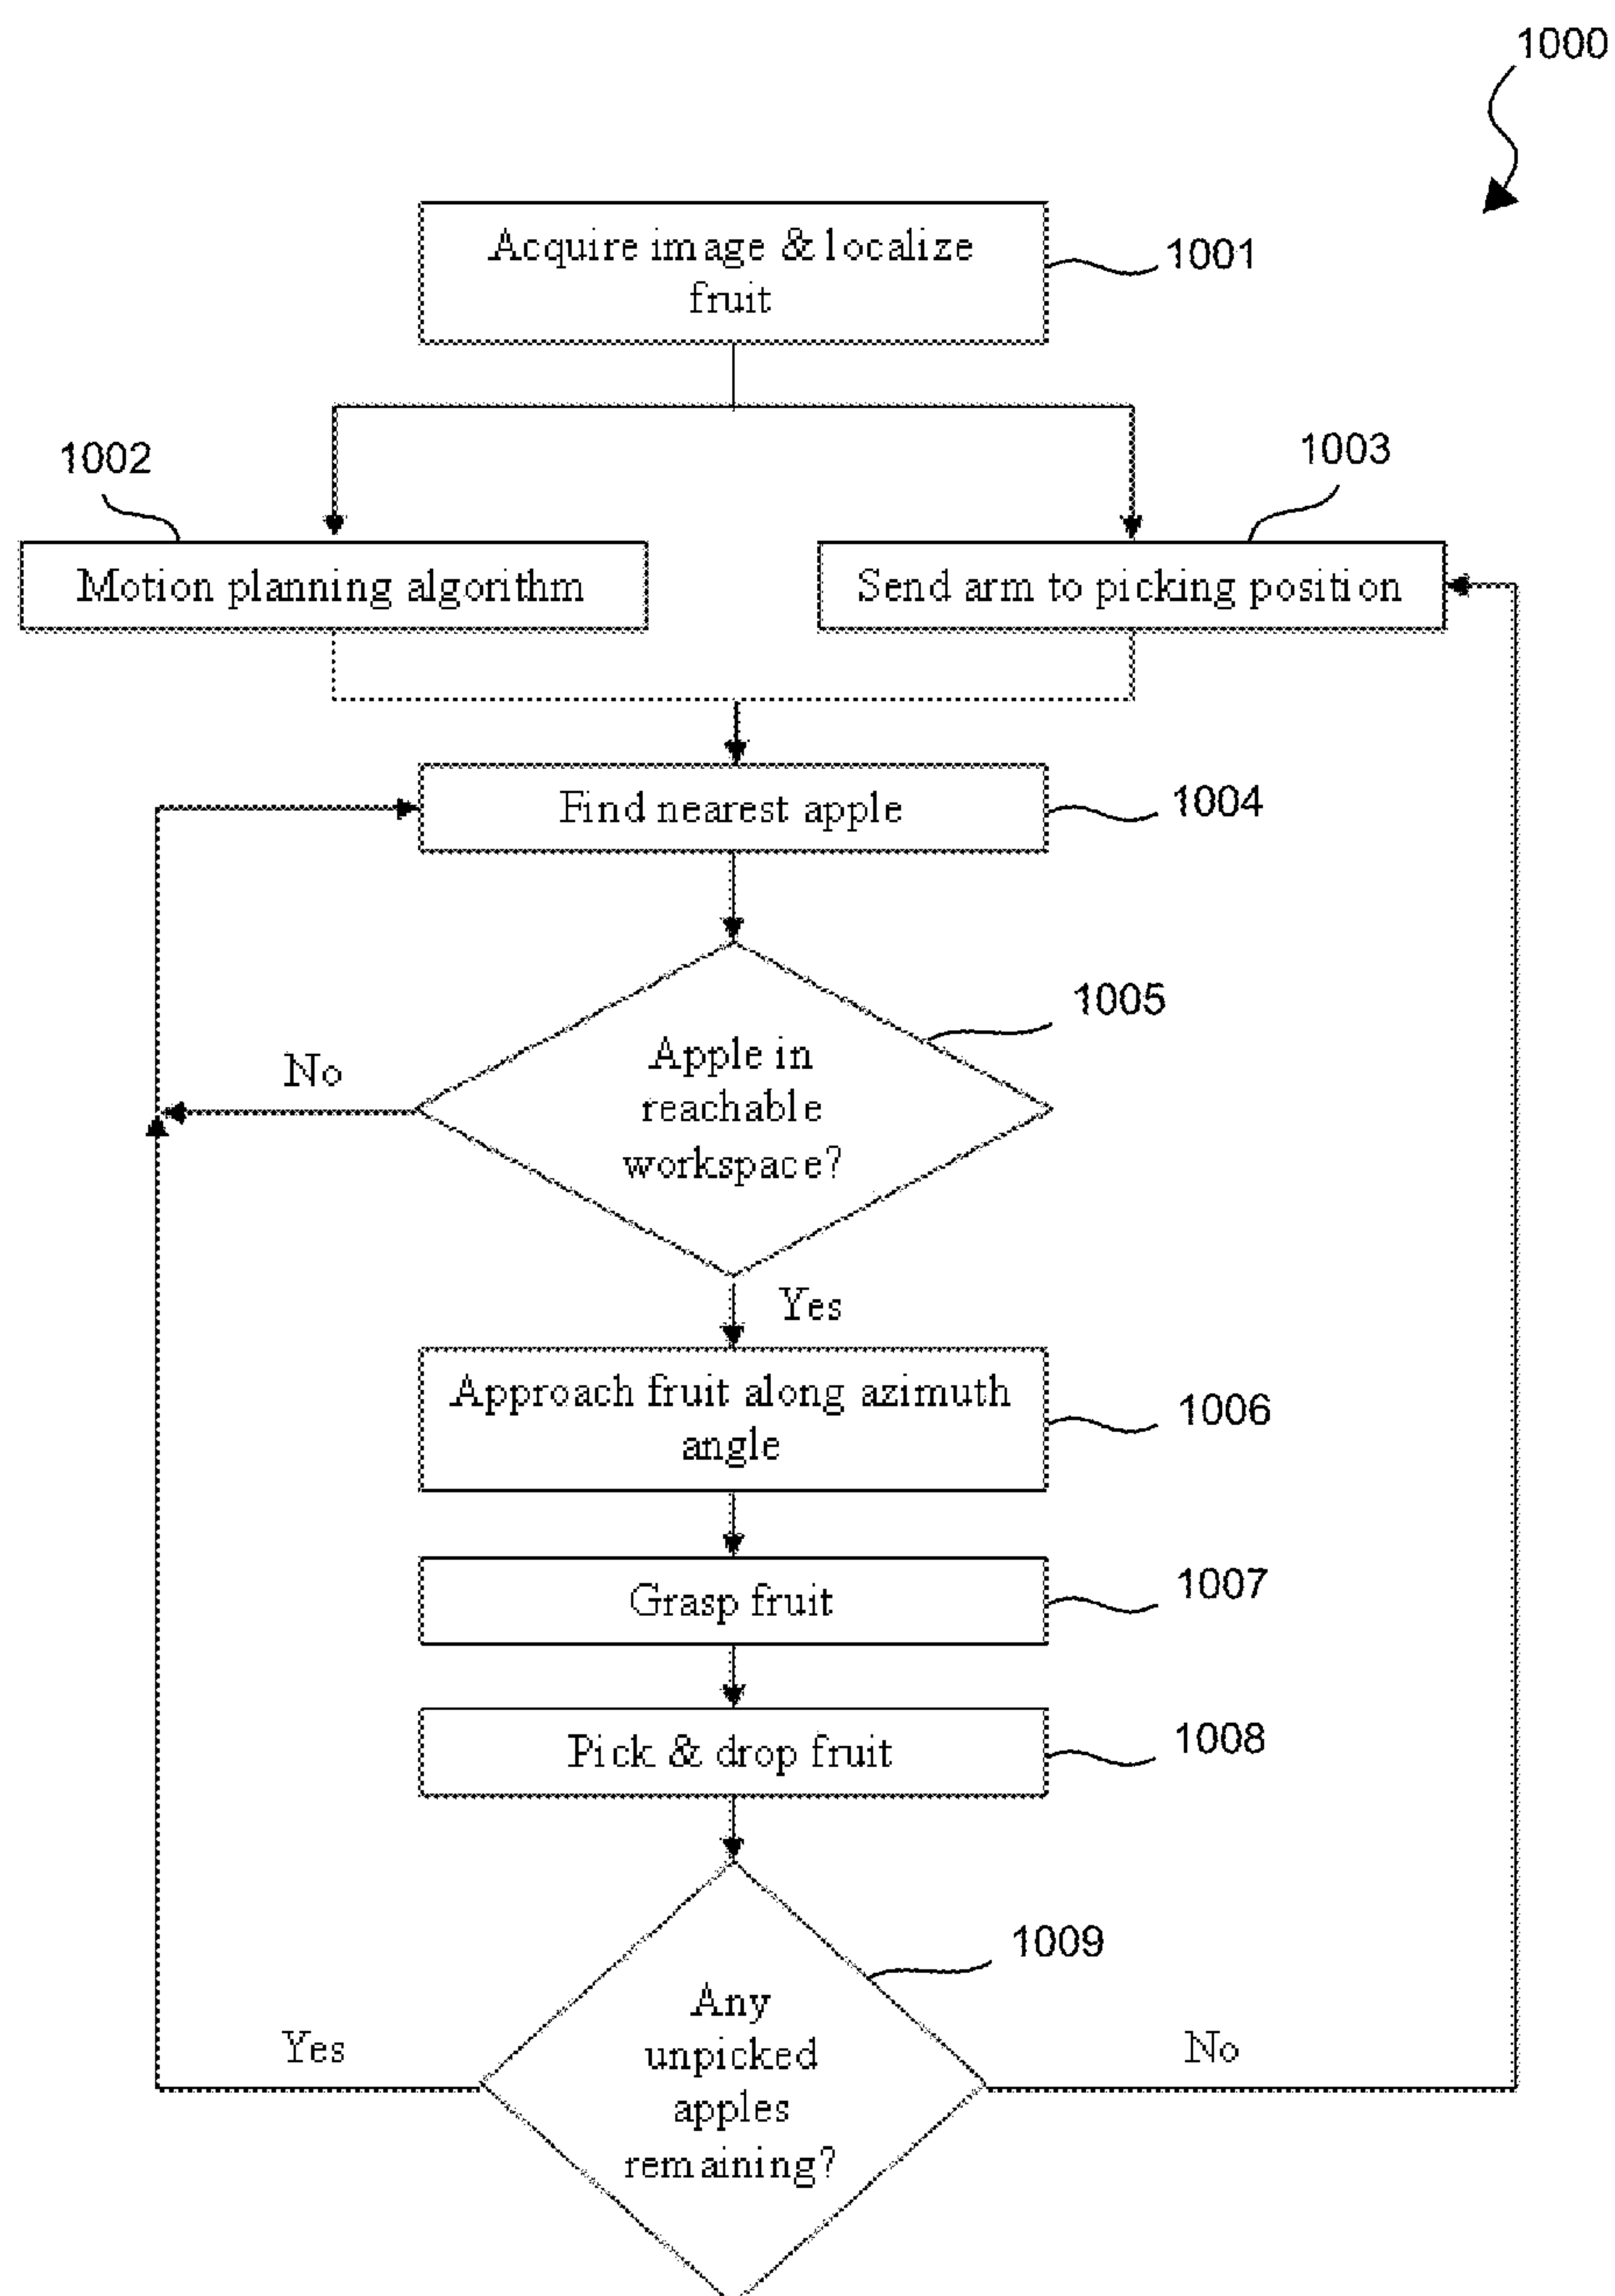 1000
Acquire image & localize
fruit
1001
1002
1003
Motion planning algorithm
Send arm to picking position
Find nearest apple
1004
1005
Apple in
reachable
workspace?
No
Yes
Approach fruit along azimuth
angle
1006
Grasp fruit
1007
Pick & drop fruit
1008
1009
Any
unpicked
apples
remaining?
Yes
No